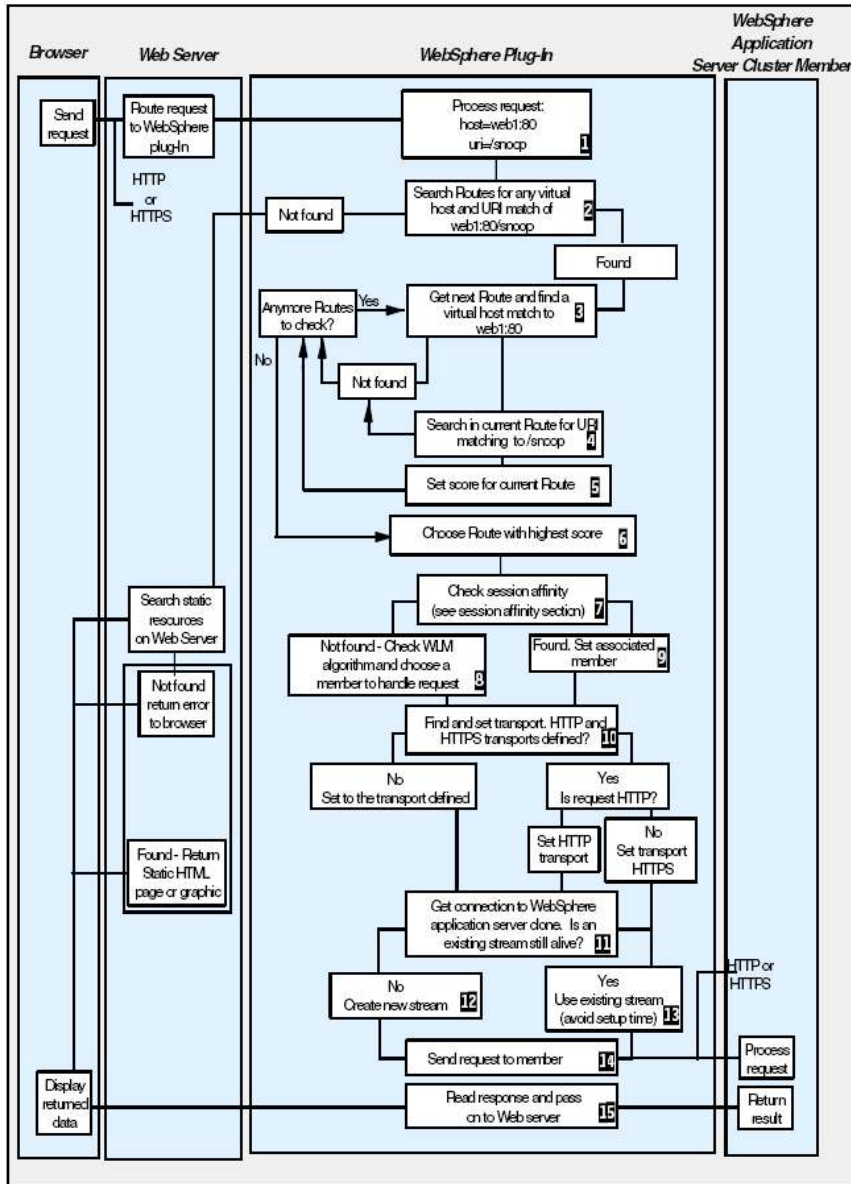 Browser
Web Server
WebSphere Plug-In
WebSphere
Application
Server Cluster Member
Send
request
Route request
to WebSphere
plug-In
HTTP
or
HTTPS
Process request:
host=web1:80
uri=/snoop
1
Search Routes for any virtual
host and URI match of
web1:80/snoop
2
Not found
Found
Anymore Routes
to check?
Yes
No
Get next Route and find a
virtual host match to
web1:80
3
Not found
Search in current Route for URI
matching to /snoop
4
Set score for current Route
5
Choose Route with highest score
6
Check session affinity
(see session affinity section)
7
Search static
resources
on Web Server
Not found - Check WLM
algorithm and choose a
member to handle request
8
Found. Set associated
member
9
Not found
return error
to browser
Find and set transport. HTTP and
HTTPS transports defined?
10
No
Set to the transport defined
Yes
Is request HTTP?
Set HTTP
transport
No
Set transport
HTTPS
Found - Return
Static HTML
page or graphic
Get connection to WebSphere
application server clone. Is an
existing stream still alive?
11
No
Create new stream
12
Yes
Use existing stream
(avoid setup time)
13
HTTP or
HTTPS
Send request to member
14
Process
request
Display
returned
data
Read response and pass
on to Web server
15
Return
result